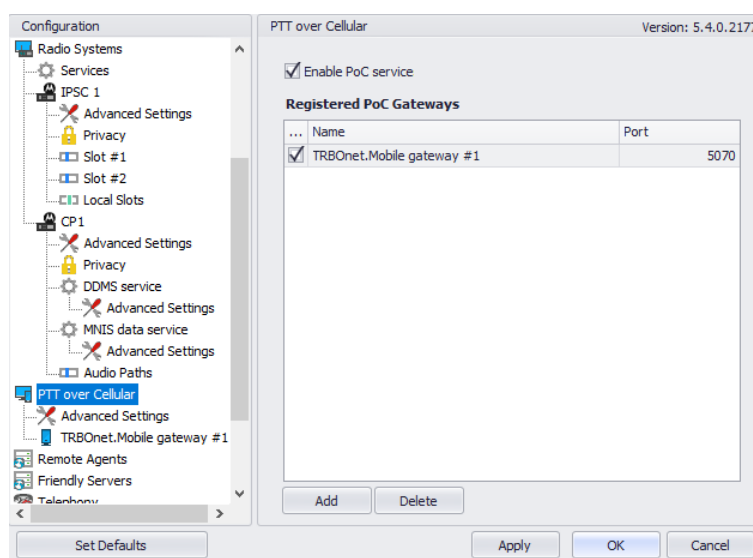 Configuration
Radio Systems
Services
IPSC 1
Advanced Settings
Privacy
Slot #1
Slot #2
Local Slots
CP1
Advanced Settings
Privacy
DDMS service
Advanced Settings
MNIS data service
Advanced Settings
Audio Paths
PTT over Cellular
Advanced Settings
TRBOnet.Mobile gateway #1
Remote Agents
Friendly Servers
Telephony
Set Defaults
PTT over Cellular Version: 5.4.0.2177
Enable PoC service
Registered PoC Gateways
... Name Port
TRBOnet.Mobile gateway #1 5070
Add Delete
Apply OK Cancel